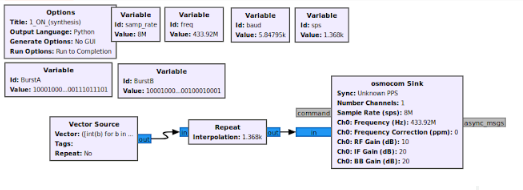 Options
Title: 1_ON_(synthesis)
Output Language: Python
Generate Options: No GUI
Run Options: Run to Completion
Variable
Id: samp_rate
Value: 8M
Variable
Id: freq
Value: 433.92M
Variable
Id: baud
Value: 5.84795k
Variable
Id: sps
Value: 1.368k
Variable
Id: BurstA
Value: 10001000...00111011101
Variable
Id: BurstB
Value: 10001000...00100010001
Vector Source
Vector: ([int(b) for b in ...
Tags:
Repeat: No
out
in
Repeat
Interpolation: 1.368k
out
command
in
osmocom Sink
Sync: Unknown PPS
Number Channels: 1
Sample Rate (sps): 8M
Ch0: Frequency (Hz): 433.92M
Ch0: Frequency Correction (ppm): 0
Ch0: RF Gain (dB): 10
Ch0: IF Gain (dB): 20
Ch0: BB Gain (dB): 20
async_msgs